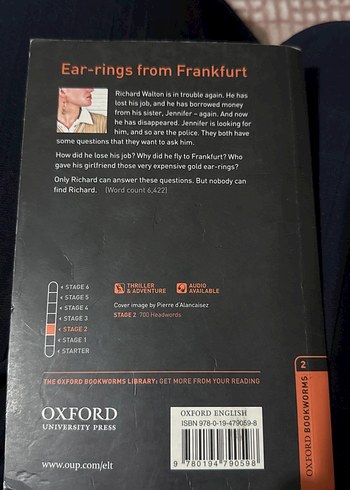 Ear-rings from Frankfurt
Richard Walton is in trouble again. He has
lost his job, and he has borrowed money
from his sister, Jennifer – again. And now
he has disappeared. Jennifer is looking for
him, and so are the police. They both have
some questions that they want to ask him.
How did he lose his job? Why did he fly to Frankfurt? Who
gave his girlfriend those very expensive gold ear-rings?
Only Richard can answer these questions. But nobody can
find Richard. [Word count 6,422]
STAGE 6
STAGE 5
STAGE 4
STAGE 3
STAGE 2
STAGE 1
STARTER
THRILLER
& ADVENTURE
AUDIO
AVAILABLE
Cover image by Pierre d'Alancaisez
STAGE 2 700 Headwords
THE OXFORD BOOKWORMS LIBRARY: GET MORE FROM YOUR READING
OXFORD
UNIVERSITY PRESS
www.oup.com/elt
OXFORD ENGLISH
ISBN 978-0-19-479059-8
9 780194 790598
2
OXFORD BOOKWORMS